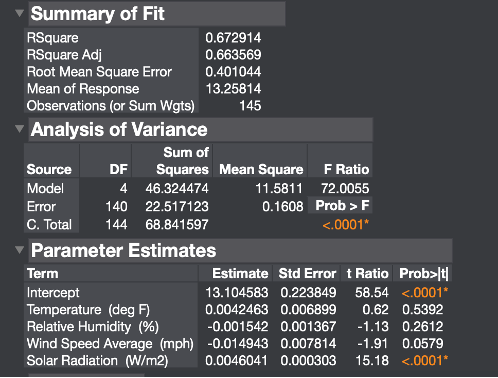 Summary of Fit
RSquare 0.672914
RSquare Adj 0.663569
Root Mean Square Error 0.401044
Mean of Response 13.25814
Observations (or Sum Wgts) 145
Analysis of Variance
Sum of
Source DF Squares Mean Square F Ratio
Model 4 46.324474 11.5811 72.0055
Error 140 22.517123 0.1608 Prob > F
C. Total 144 68.841597 <.0001*
Parameter Estimates
Term Estimate Std Error t Ratio Prob>|t|
Intercept 13.104583 0.223849 58.54 <.0001*
Temperature (deg F) 0.0042463 0.006899 0.62 0.5392
Relative Humidity (%) -0.001542 0.001367 -1.13 0.2612
Wind Speed Average (mph) -0.014943 0.007814 -1.91 0.0579
Solar Radiation (W/m2) 0.0046041 0.000303 15.18 <.0001*